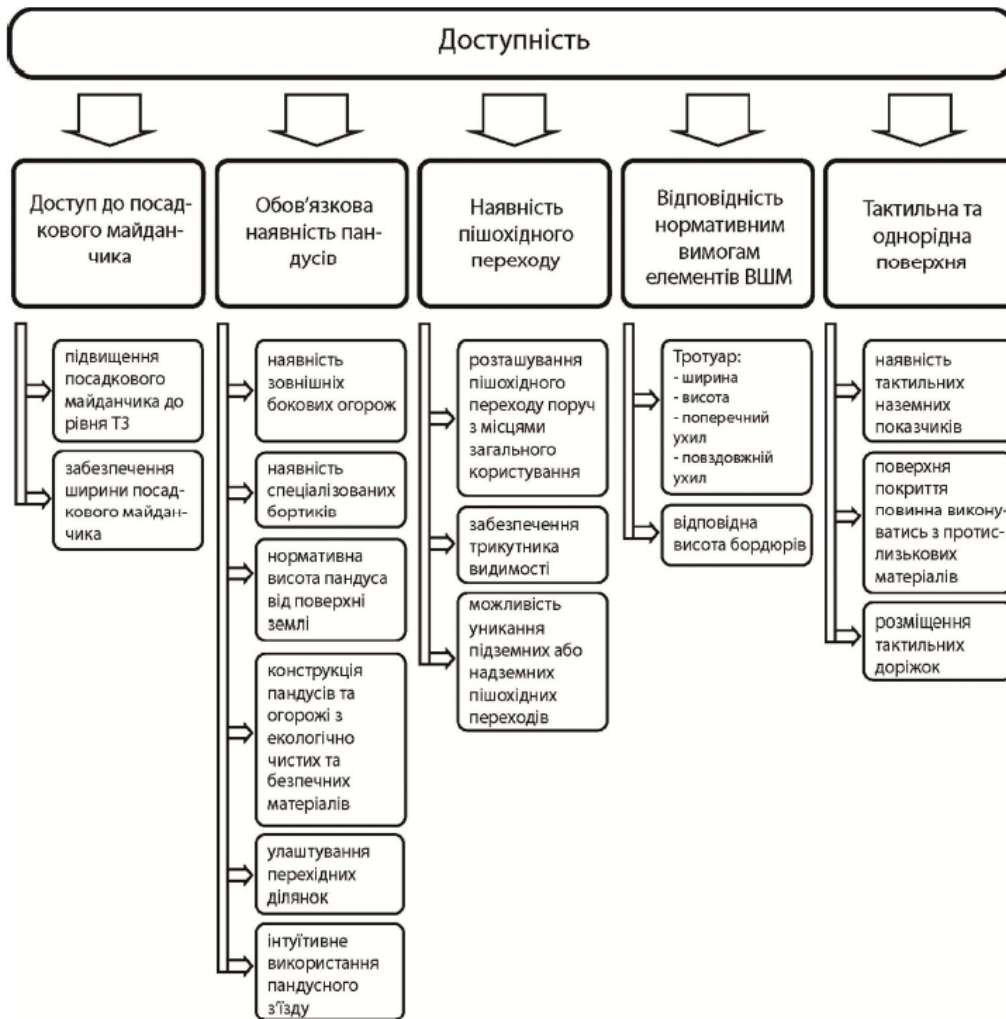 Доступність
Доступ до посад-
кового майдан-
чика
Обов’язкова
наявність пан-
дусів
Наявність
пішохідного
переходу
Відповідність
нормативним
вимогам
елементів ВШМ
Тактильна та
однорідна
поверхня
підвищення
посадкового
майданчика до
рівня ТЗ
забезпечення
ширини посад-
кового майдан-
чика
наявність
зовнішніх
бокових огорож
наявність
спеціалізованих
бортиків
нормативна
висота пандуса
від поверхні
землі
конструкція
пандусів та
огорожі з
екологічно
чистих та
безпечних
матеріалів
улаштування
перехідних
ділянок
інтуїтивне
використання
пандусного
з’їзду
розташування
пішохідного
переходу поруч
з місцями
загального
користування
забезпечення
трикутника
видимості
можливість
уникання
підземних або
надземних
пішохідних
переходів
Тротуар:
- ширина
- висота
- поперечний
ухил
- повздовжній
ухил
відповідна
висота бордюрів
наявність
тактильних
наземних
показчиків
поверхня
покриття
повинна викону-
ватись з протис-
лизькових
матеріалів
розміщення
тактильних
доріжок